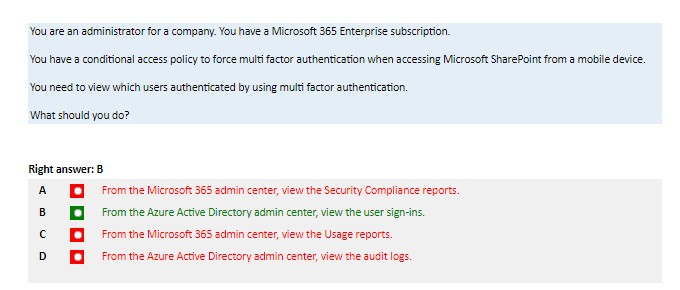 You are an administrator for a company. You have a Microsoft 365 Enterprise subscription.
You have a conditional access policy to force multi factor authentication when accessing Microsoft SharePoint from a mobile device.
You need to view which users authenticated by using multi factor authentication.
What should you do?
Right answer: B
A From the Microsoft 365 admin center, view the Security Compliance reports.
B From the Azure Active Directory admin center, view the user sign-ins.
C From the Microsoft 365 admin center, view the Usage reports.
D From the Azure Active Directory admin center, view the audit logs.